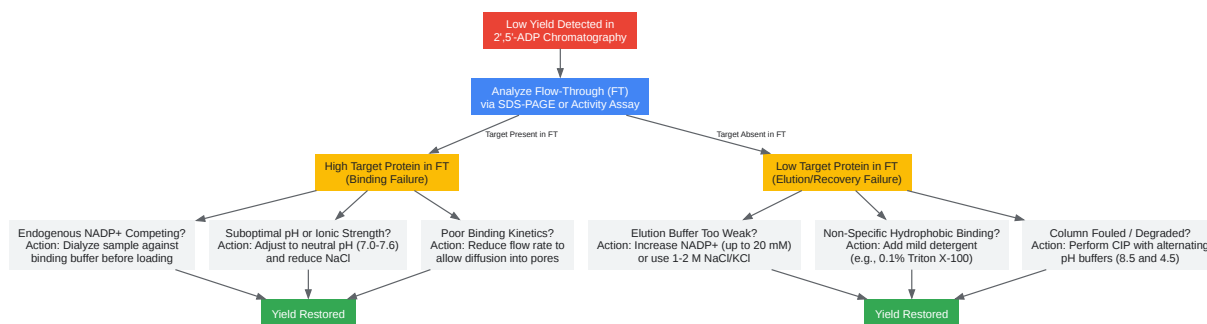 Low Yield Detected in
2',5'-ADP Chromatography
Analyze Flow-Through (FT)
via SDS-PAGE or Activity Assay
Target Present in FT
Target Absent in FT
High Target Protein in FT
(Binding Failure)
Low Target Protein in FT
(Elution/Recovery Failure)
Endogenous NADP+ Competing?
Action: Dialyze sample against
binding buffer before loading
Suboptimal pH or Ionic Strength?
Action: Adjust to neutral pH (7.0-7.6)
and reduce NaCl
Poor Binding Kinetics?
Action: Reduce flow rate to
allow diffusion into pores
Elution Buffer Too Weak?
Action: Increase NADP+ (up to 20 mM)
or use 1-2 M NaCl/KCl
Non-Specific Hydrophobic Binding?
Action: Add mild detergent
(e.g., 0.1% Triton X-100)
Column Fouled / Degraded?
Action: Perform CIP with alternating
pH buffers (8.5 and 4.5)
Yield Restored
Yield Restored